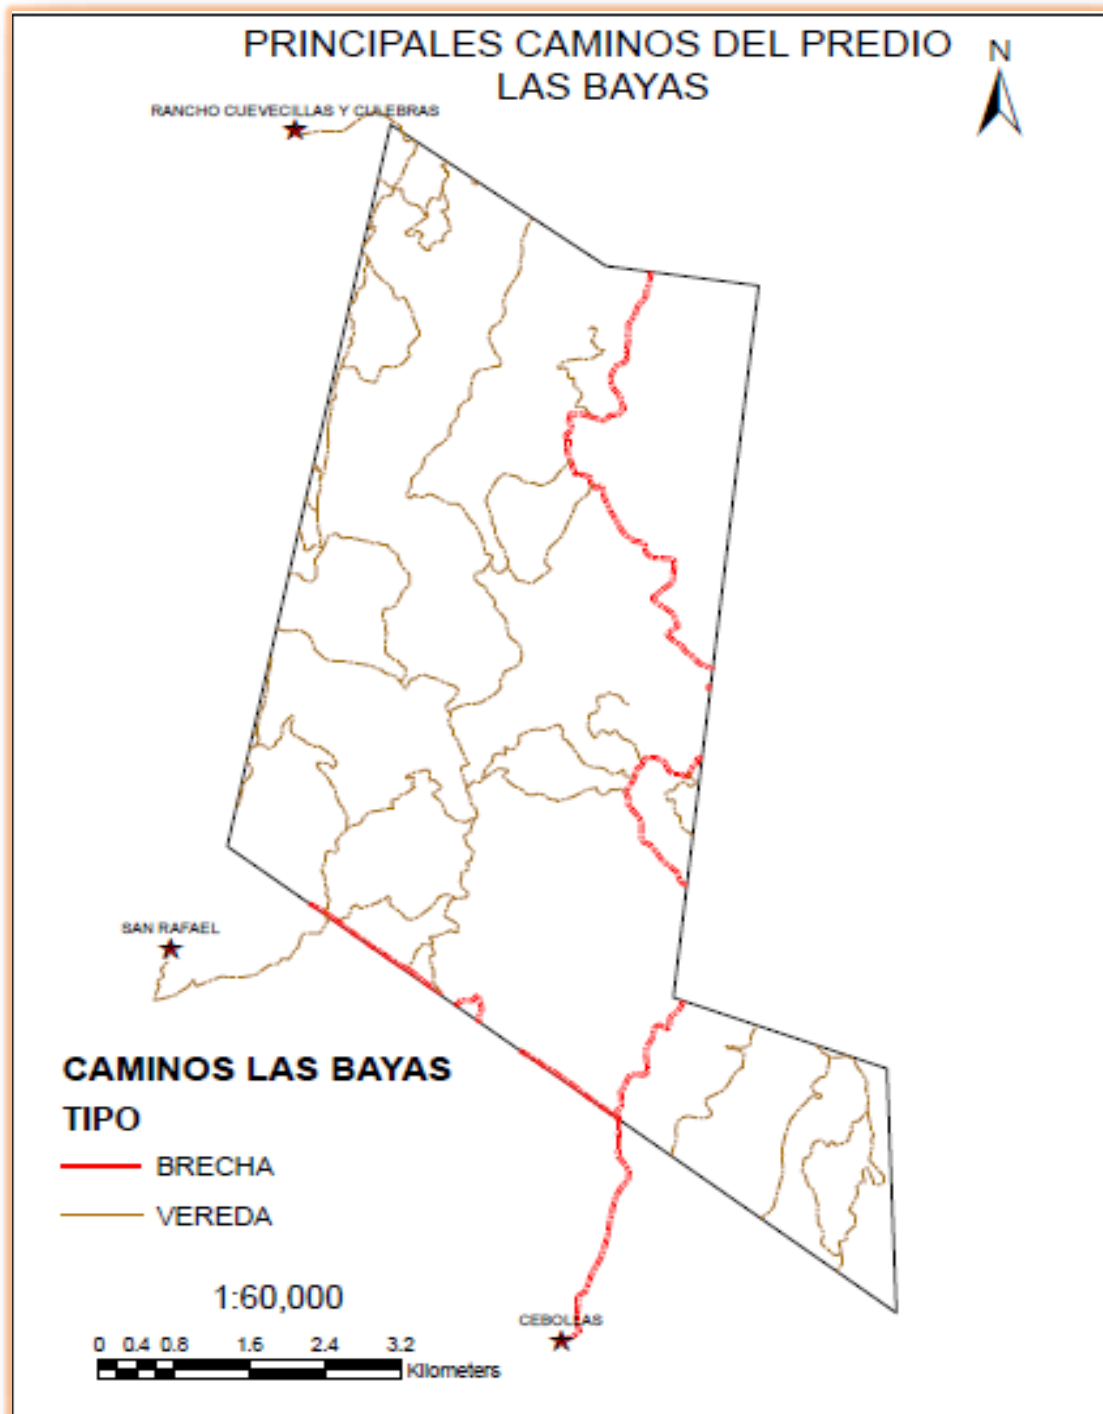 PRINCIPALES CAMINOS DEL PREDIO
LAS BAYAS
N
RANCHO CUEVECILLAS Y CULEBRAS
SAN RAFAEL
CAMINOS LAS BAYAS
TIPO
BRECHA
VEREDA
1:60,000
CEBOLLAS
0 0.4 0.8 1.6 2.4 3.2
Kilometers